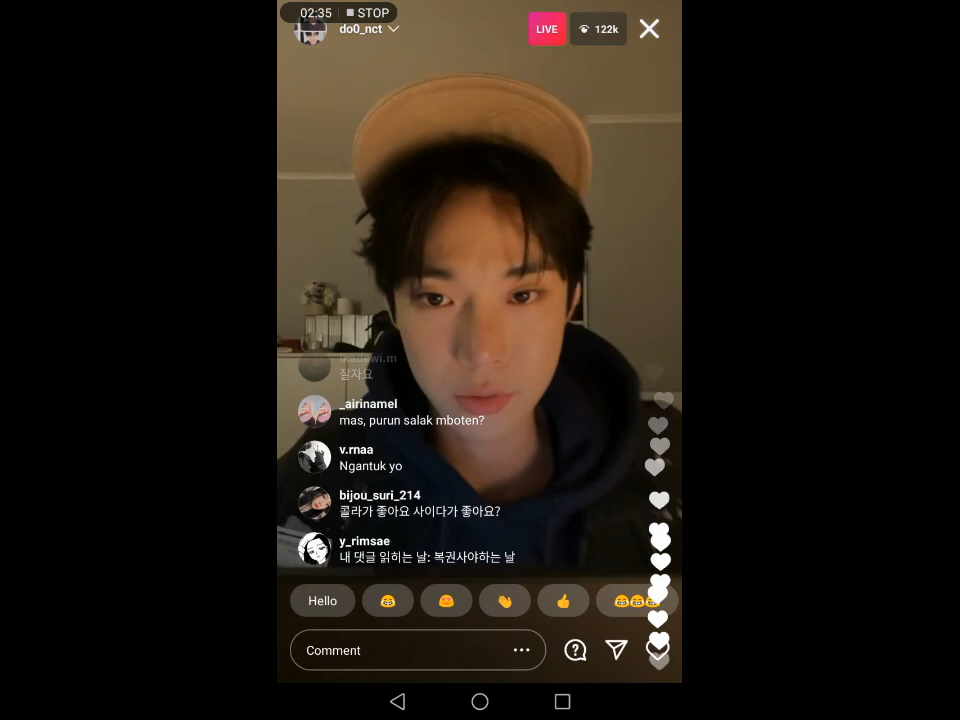 02:35 STOP
do0_nct
LIVE
122k
잘자요
_airinamel
mas, purun salak mboten?
v.rnaa
Ngantuk yo
bijou_suri_214
콜라가 좋아요 사이다가 좋아요?
y_rimsae
내 댓글 읽히는 날: 복권사야하는 날
Hello
Comment